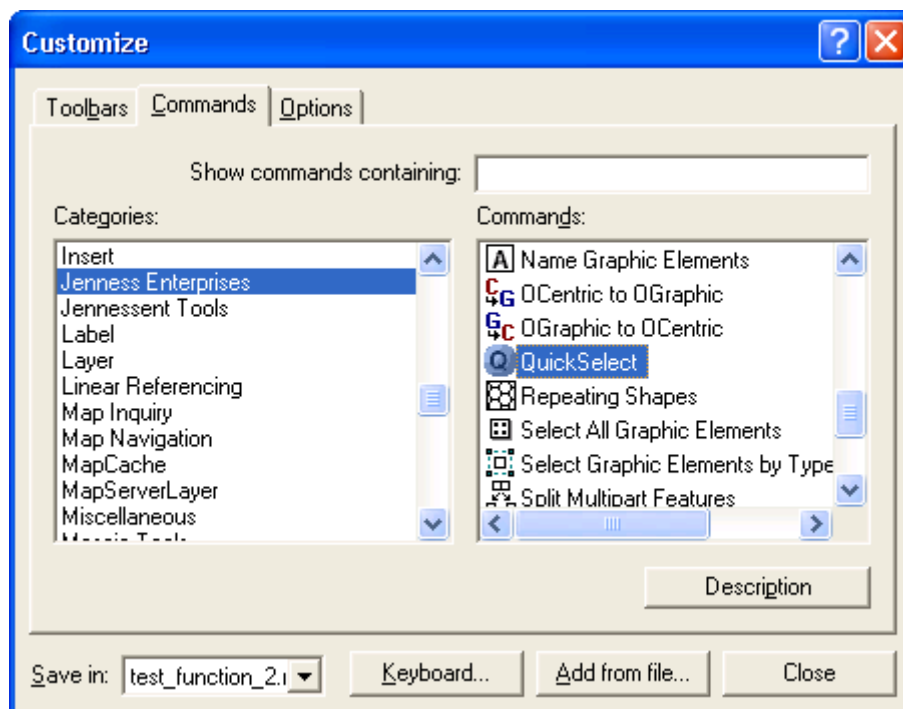 Customize
Toolbars
Commands
Options
Show commands containing:
Categories:
Insert
Jenness Enterprises
Jennessent Tools
Label
Layer
Linear Referencing
Map Inquiry
Map Navigation
MapCache
MapServerLayer
Miscellaneous
Commands:
A Name Graphic Elements
C G OCentric to OGraphic
G C OGraphic to OCentric
Q QuickSelect
Repeating Shapes
Select All Graphic Elements
Select Graphic Elements by Type
Split Multipart Features
Description
Save in: test_function_2.
Keyboard...
Add from file...
Close